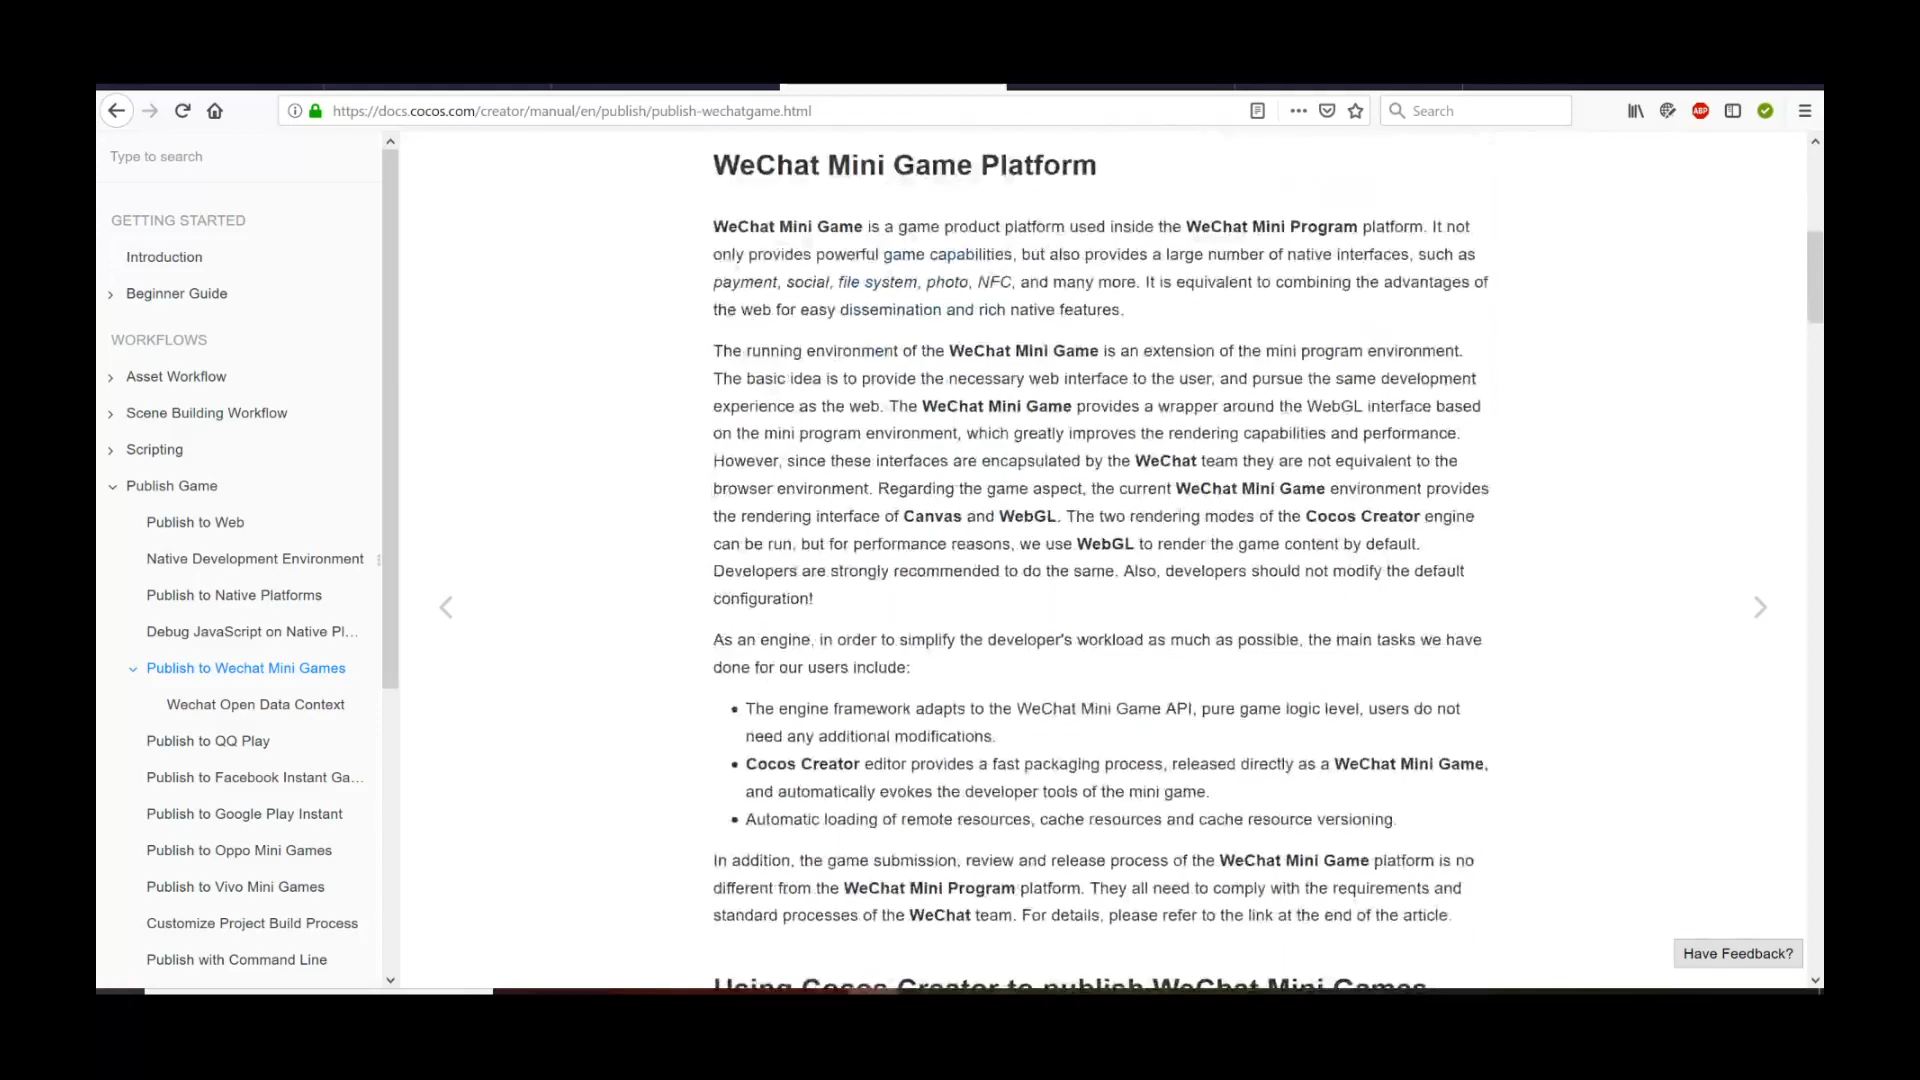 https://docs.cocos.com/creator/manual/en/publish/publish-wechatgame.html
Search
ABP
Type to search
GETTING STARTED
Introduction
Beginner Guide
WORKFLOWS
Asset Workflow
Scene Building Workflow
Scripting
Publish Game
Publish to Web
Native Development Environment
Publish to Native Platforms
Debug JavaScript on Native Pl...
Publish to Wechat Mini Games
Wechat Open Data Context
Publish to QQ Play
Publish to Facebook Instant Ga...
Publish to Google Play Instant
Publish to Oppo Mini Games
Publish to Vivo Mini Games
Customize Project Build Process
Publish with Command Line
WeChat Mini Game Platform
WeChat Mini Game is a game product platform used inside the WeChat Mini Program platform. It not
only provides powerful game capabilities, but also provides a large number of native interfaces, such as
payment, social, file system, photo, NFC, and many more. It is equivalent to combining the advantages of
the web for easy dissemination and rich native features.
The running environment of the WeChat Mini Game is an extension of the mini program environment.
The basic idea is to provide the necessary web interface to the user, and pursue the same development
experience as the web. The WeChat Mini Game provides a wrapper around the WebGL interface based
on the mini program environment, which greatly improves the rendering capabilities and performance.
However, since these interfaces are encapsulated by the WeChat team they are not equivalent to the
browser environment. Regarding the game aspect, the current WeChat Mini Game environment provides
the rendering interface of Canvas and WebGL. The two rendering modes of the Cocos Creator engine
can be run, but for performance reasons, we use WebGL to render the game content by default.
Developers are strongly recommended to do the same. Also, developers should not modify the default
configuration!
As an engine, in order to simplify the developer's workload as much as possible, the main tasks we have
done for our users include:
• The engine framework adapts to the WeChat Mini Game API, pure game logic level, users do not
need any additional modifications.
• Cocos Creator editor provides a fast packaging process, released directly as a WeChat Mini Game,
and automatically evokes the developer tools of the mini game.
• Automatic loading of remote resources, cache resources and cache resource versioning.
In addition, the game submission, review and release process of the WeChat Mini Game platform is no
different from the WeChat Mini Program platform. They all need to comply with the requirements and
standard processes of the WeChat team. For details, please refer to the link at the end of the article.
Have Feedback?
Using Cocos Creator to publish WeChat Mini Games